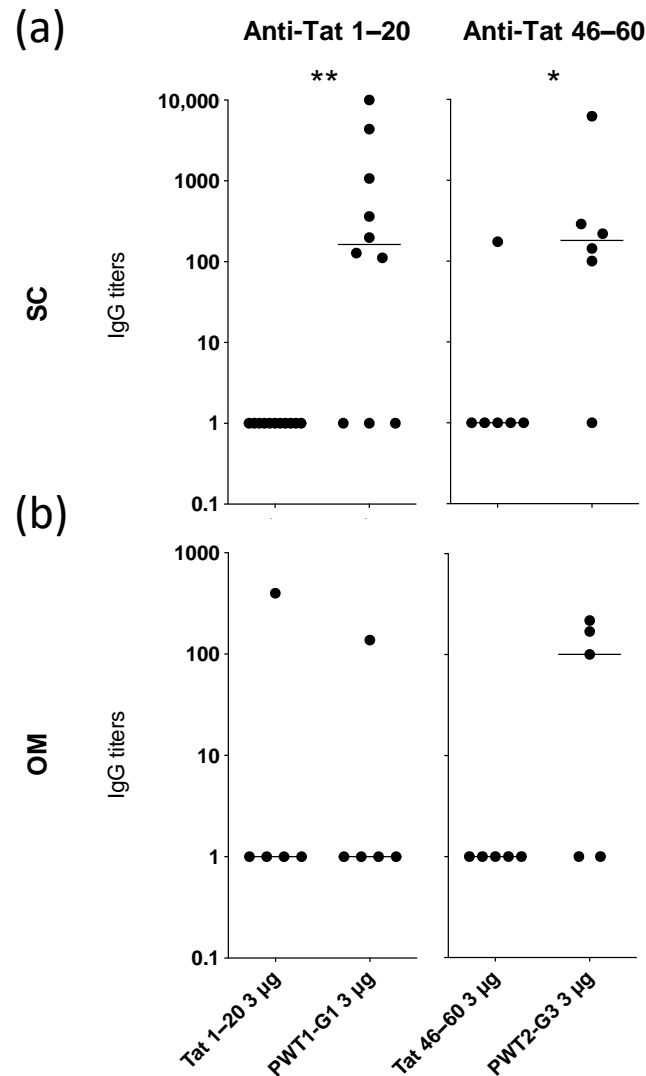 (a)
Anti-Tat 1–20 Anti-Tat 46–60
** *
10,000
1000
100
10
1
0.1
SC
IgG titers
(b)
1000
100
10
1
0.1
OM
IgG titers
Tat 1–20 3 µg
PWT1-G1 3 µg
Tat 46–60 3 µg
PWT2-G3 3 µg